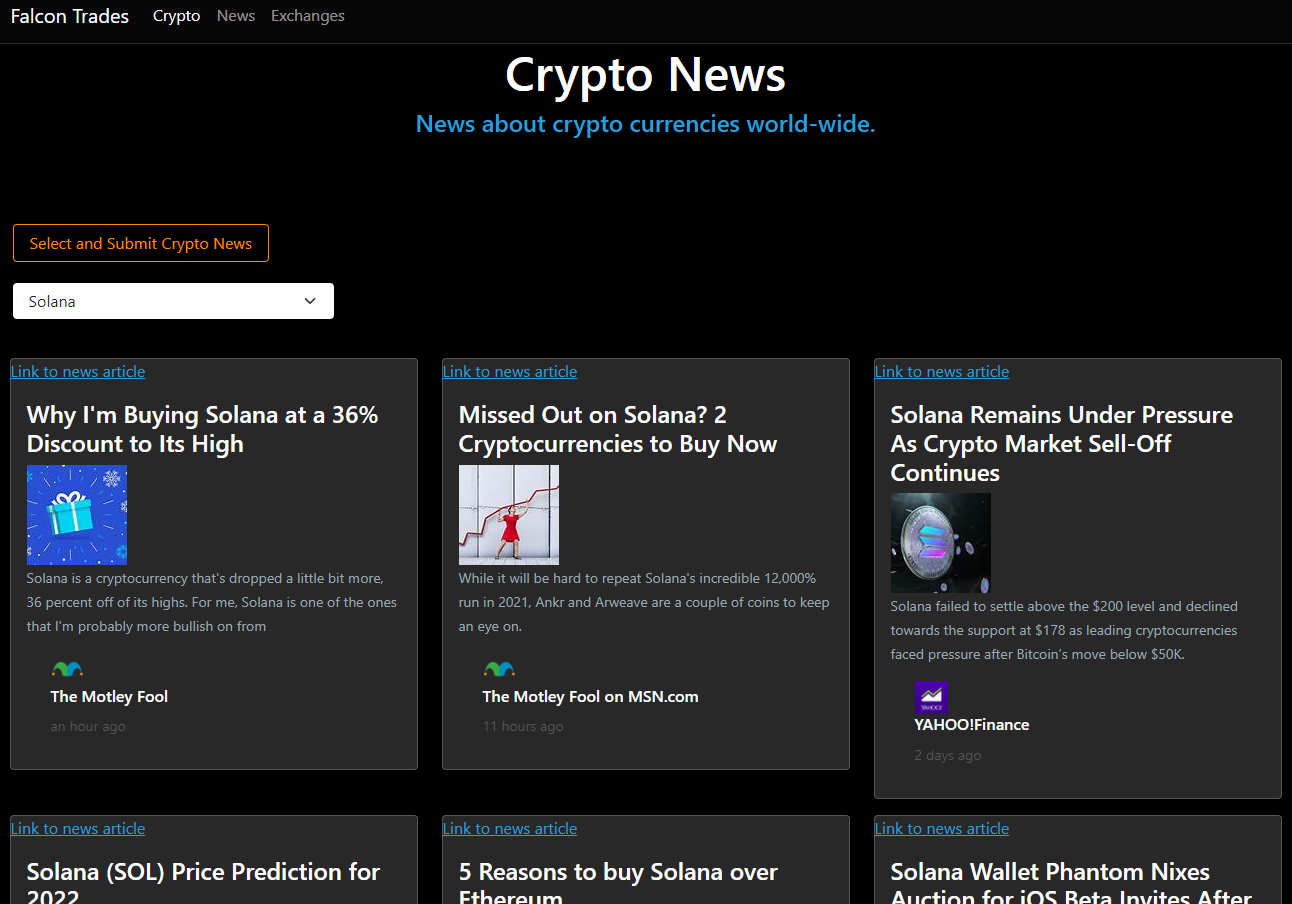 Falcon Trades Crypto News Exchanges
Crypto News
News about crypto currencies world-wide.
Select and Submit Crypto News
Solana
Link to news article
Why I'm Buying Solana at a 36%
Discount to Its High
Solana is a cryptocurrency that's dropped a little bit more,
36 percent off of its highs. For me, Solana is one of the ones
that I'm probably more bullish on from
The Motley Fool
an hour ago
Link to news article
Missed Out on Solana? 2
Cryptocurrencies to Buy Now
While it will be hard to repeat Solana's incredible 12,000%
run in 2021, Ankr and Arweave are a couple of coins to keep
an eye on.
The Motley Fool on MSN.com
11 hours ago
Link to news article
Solana Remains Under Pressure
As Crypto Market Sell-Off
Continues
Solana failed to settle above the $200 level and declined
towards the support at $178 as leading cryptocurrencies
faced pressure after Bitcoin’s move below $50K.
YAHOO!
YAHOO!Finance
2 days ago
Link to news article
Solana (SOL) Price Prediction for
2022
Link to news article
5 Reasons to buy Solana over
Ethereum
Link to news article
Solana Wallet Phantom Nixes
Auction for iOS Beta Invites After